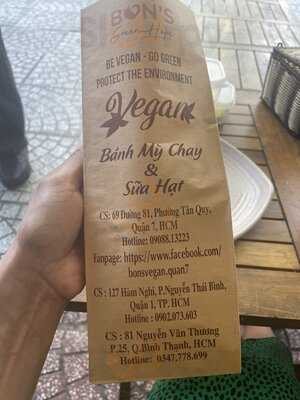 BON'S
Green Hope
BE VEGAN - GO GREEN
PROTECT THE ENVIRONMENT
Vegan
Bánh Mỳ Chay
&
Sữa Hạt
CS: 69 Đường 81, Phường Tân Quy,
Quận 7, HCM
Hotline: 09088.13223
Fanpage: https://www.facebook.com/
bonsvegan.quan7
CS : 127 Hàm Nghi, P.Nguyễn Thái Bình,
Quận 1, TP. HCM
Hotline : 0902.073.603
CS : 81 Nguyễn Văn Thương
P.25, Q.Bình Thạnh, HCM
Hotline: 0347.778.699